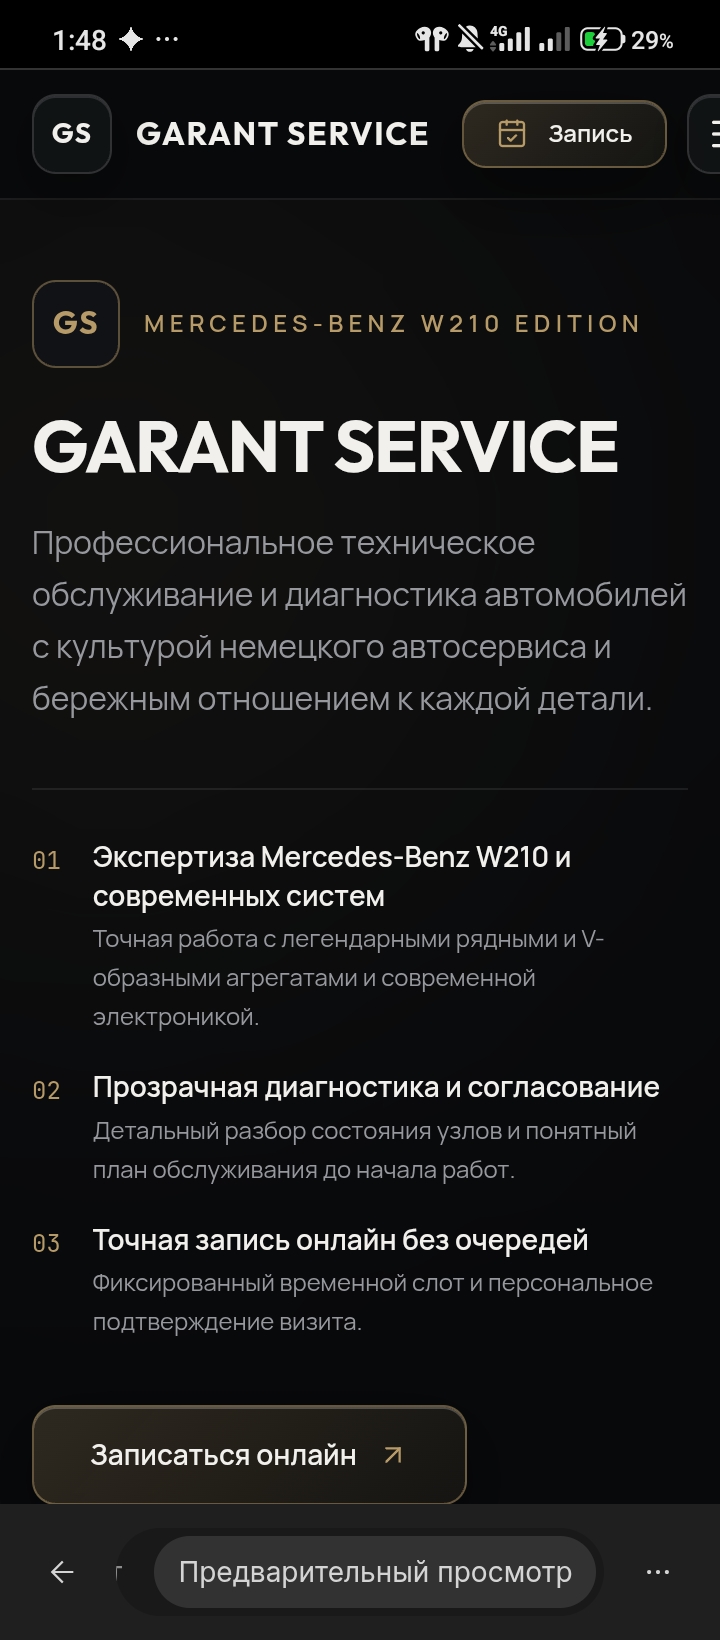 1:48
4G
29%
GS
GARANT SERVICE
Запись
GS
MERCEDES-BENZ W210 EDITION
GARANT SERVICE
Профессиональное техническое
обслуживание и диагностика автомобилей
с культурой немецкого автосервиса и
бережным отношением к каждой детали.
01
Экспертиза Mercedes-Benz W210 и
современных систем
Точная работа с легендарными рядными и V-
образными агрегатами и современной
электроникой.
02
Прозрачная диагностика и согласование
Детальный разбор состояния узлов и понятный
план обслуживания до начала работ.
03
Точная запись онлайн без очередей
Фиксированный временной слот и персональное
подтверждение визита.
Записаться онлайн
Предварительный просмотр